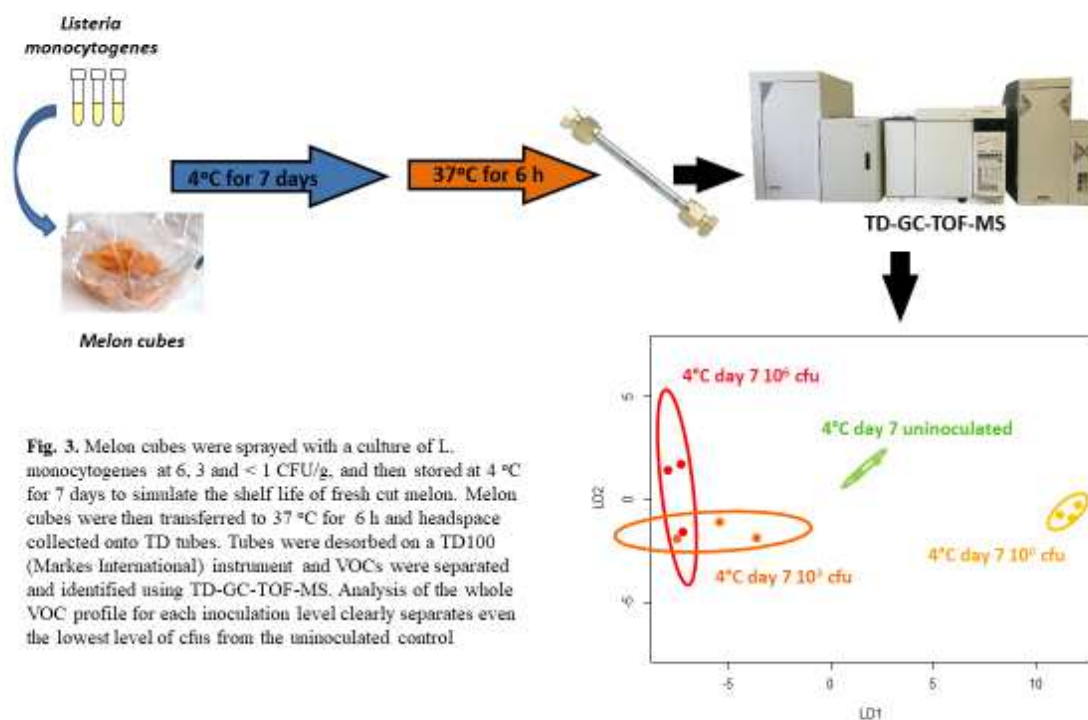 Listeria
monocytogenes
4°C for 7 days
37°C for 6 h
TD-GC-TOF-MS
Melon cubes
Fig. 3. Melon cubes were sprayed with a culture of L.
monocytogenes at 6, 3 and < 1 CFU/g, and then stored at 4 °C
for 7 days to simulate the shelf life of fresh cut melon. Melon
cubes were then transferred to 37 °C for 6 h and headspace
collected onto TD tubes. Tubes were desorbed on a TD100
(Markes International) instrument and VOCs were separated
and identified using TD-GC-TOF-MS. Analysis of the whole
VOC profile for each inoculation level clearly separates even
the lowest level of cfus from the uninoculated control
4°C day 7 10⁶ cfu
4°C day 7 uninoculated
4°C day 7 10⁰ cfu
4°C day 7 10³ cfu
LD2
5
0
-5
-5
0
5
10
LD1